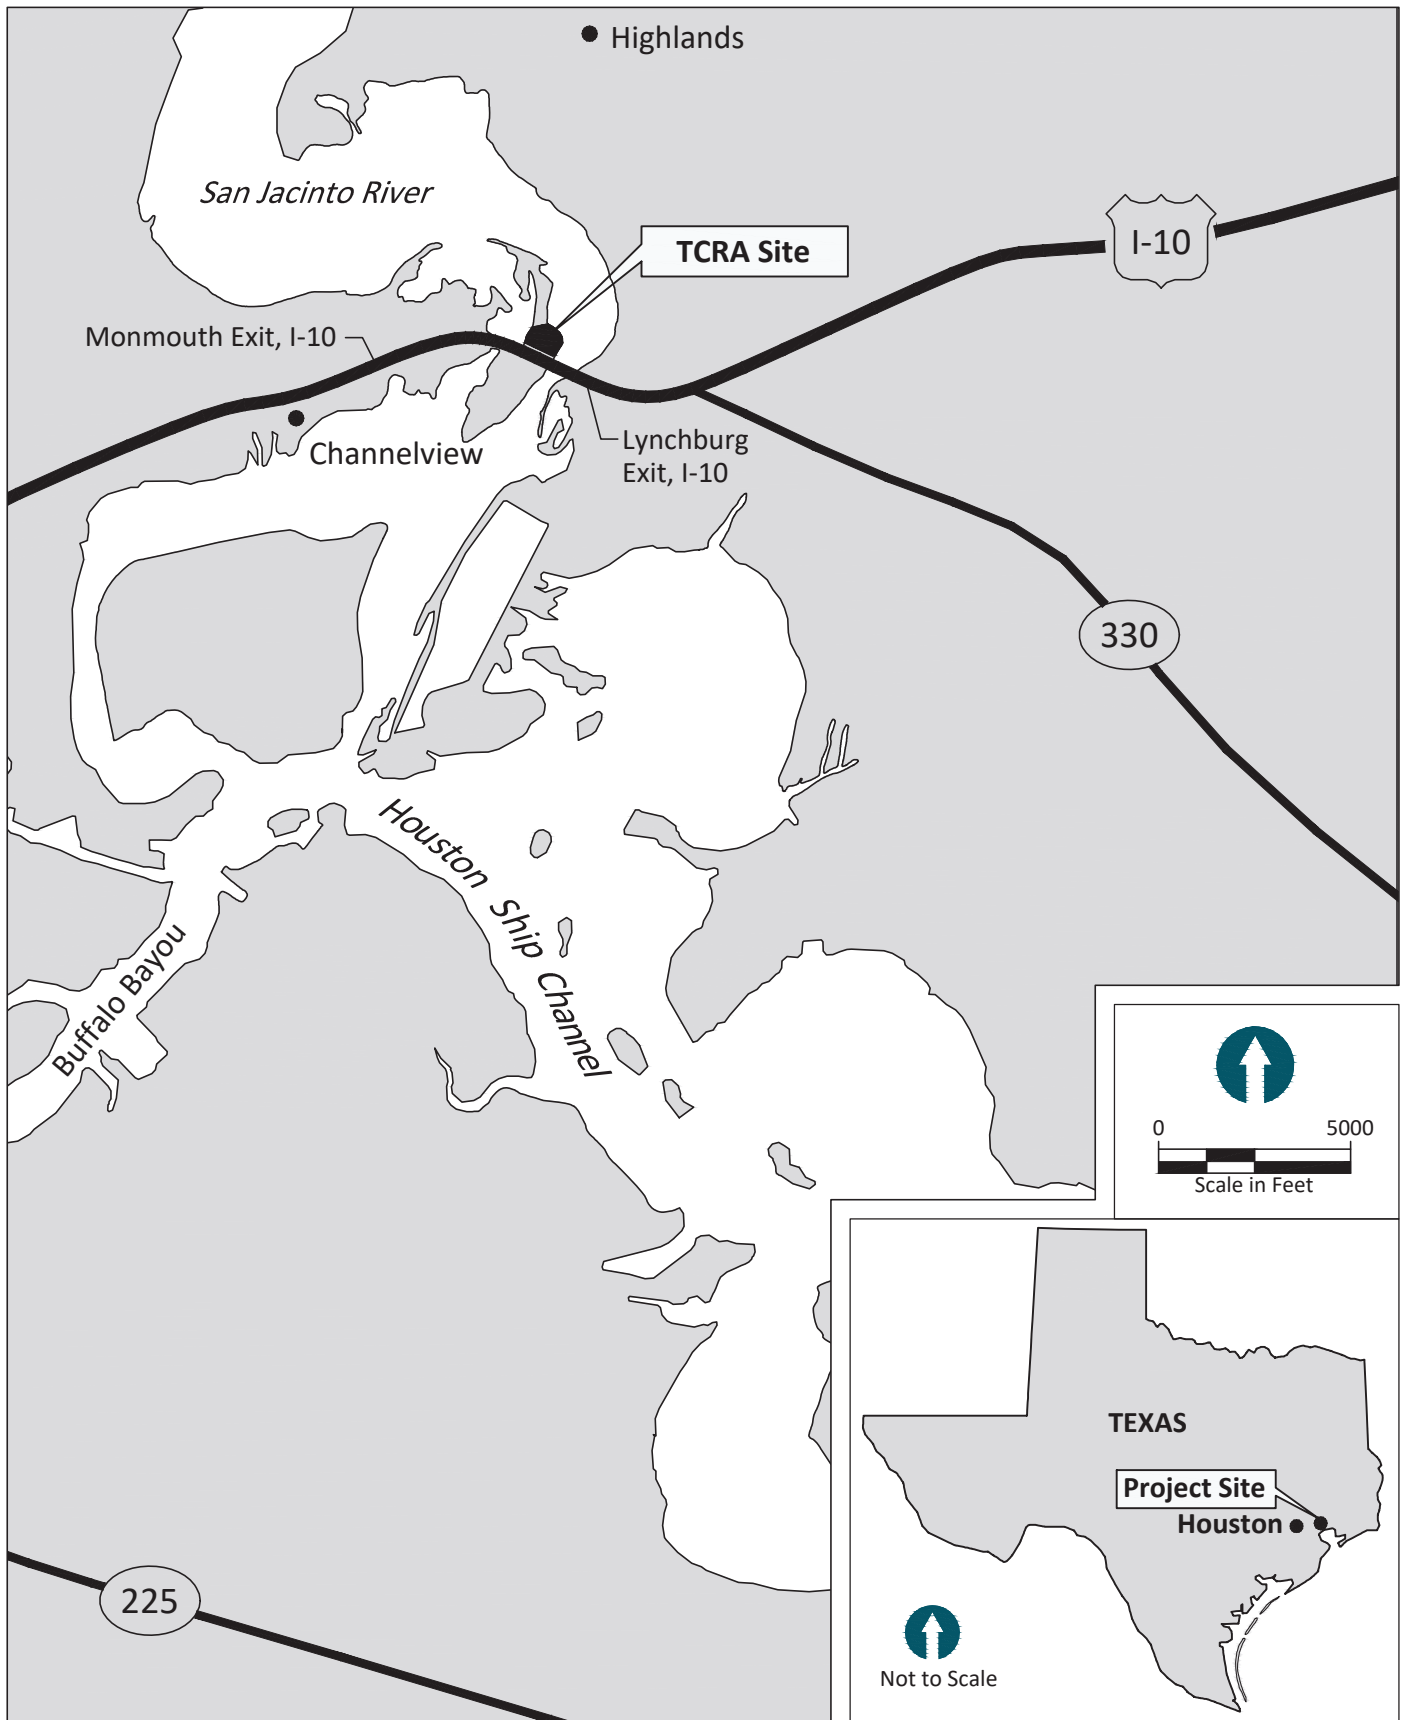 Highlands
San Jacinto River
TCRA Site
I-10
Monmouth Exit, I-10
Lynchburg
Exit, I-10
Channelview
330
Houston Ship Channel
Buffalo Bayou
0 5000
Scale in Feet
TEXAS
Project Site
Houston
225
Not to Scale